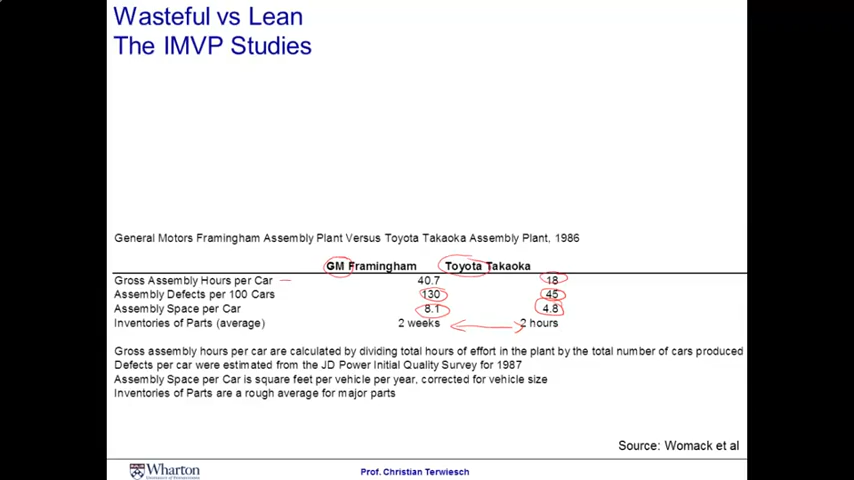 Wasteful vs Lean
The IMVP Studies
General Motors Framingham Assembly Plant Versus Toyota Takaoka Assembly Plant, 1986
GM Framingham Toyota Takaoka
Gross Assembly Hours per Car 40.7 18
Assembly Defects per 100 Cars 130 45
Assembly Space per Car 8.1 4.8
Inventories of Parts (average) 2 weeks 2 hours
Gross assembly hours per car are calculated by dividing total hours of effort in the plant by the total number of cars produced
Defects per car were estimated from the JD Power Initial Quality Survey for 1987
Assembly Space per Car is square feet per vehicle per year, corrected for vehicle size
Inventories of Parts are a rough average for major parts
Source: Womack et al
Wharton
University of Pennsylvania
Prof. Christian Terwiesch